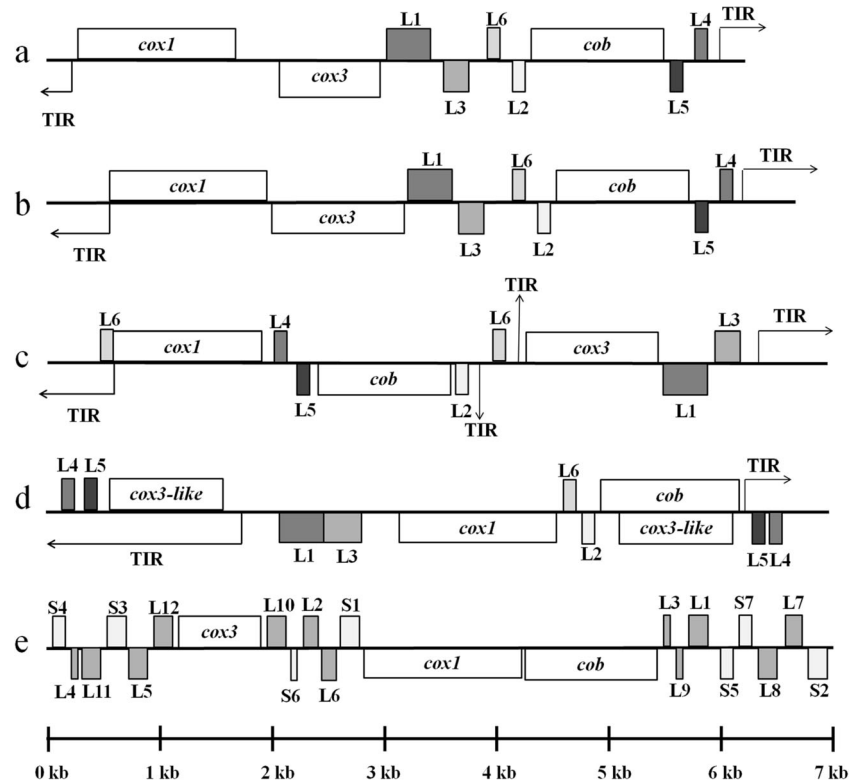 L1 L6 L4 TIR
a cox1 cob
cox3
TIR L3 L2 L5
L1 L6 L4 TIR
b cox1 cob
cox3
TIR L3 L2 L5
TIR
L6 L4 L6 L3 TIR
c cox1 cox3
cob
TIR L5 L2 TIR L1
L4 L5 L6 TIR
d cox3-like cob
cox1 cox3-like
TIR L1 L3 L2 L5 L4
S4 S3 L12 L10 L2 S1 L3 L1 S7 L7
e cox3
cox1 cob
L4 L11 L5 S6 L6 L9 S5 L8 S2
0 kb 1 kb 2 kb 3 kb 4 kb 5 kb 6 kb 7 kb